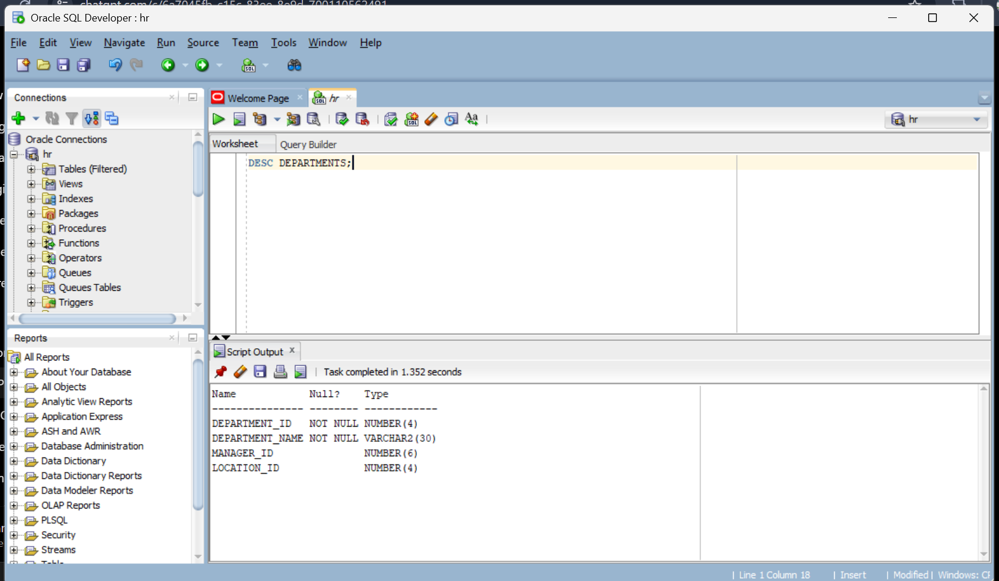 Oracle SQL Developer : hr
File Edit View Navigate Run Source Team Tools Window Help
Connections
Oracle Connections
hr
Tables (Filtered)
Views
Indexes
Packages
Procedures
Functions
Operators
Queues
Queues Tables
Triggers
Reports
All Reports
About Your Database
All Objects
Analytic View Reports
Application Express
ASH and AWR
Database Administration
Data Dictionary
Data Dictionary Reports
Data Modeler Reports
OLAP Reports
PLSQL
Security
Streams
Welcome Page hr
hr
Worksheet Query Builder
DESC DEPARTMENTS;
Script Output
Task completed in 1.352 seconds
Name Null? Type
--------------- -------- ------------
DEPARTMENT_ID NOT NULL NUMBER(4)
DEPARTMENT_NAME NOT NULL VARCHAR2(30)
MANAGER_ID NUMBER(6)
LOCATION_ID NUMBER(4)
| Line 1 Column 18 | Insert | Modified | Windows: